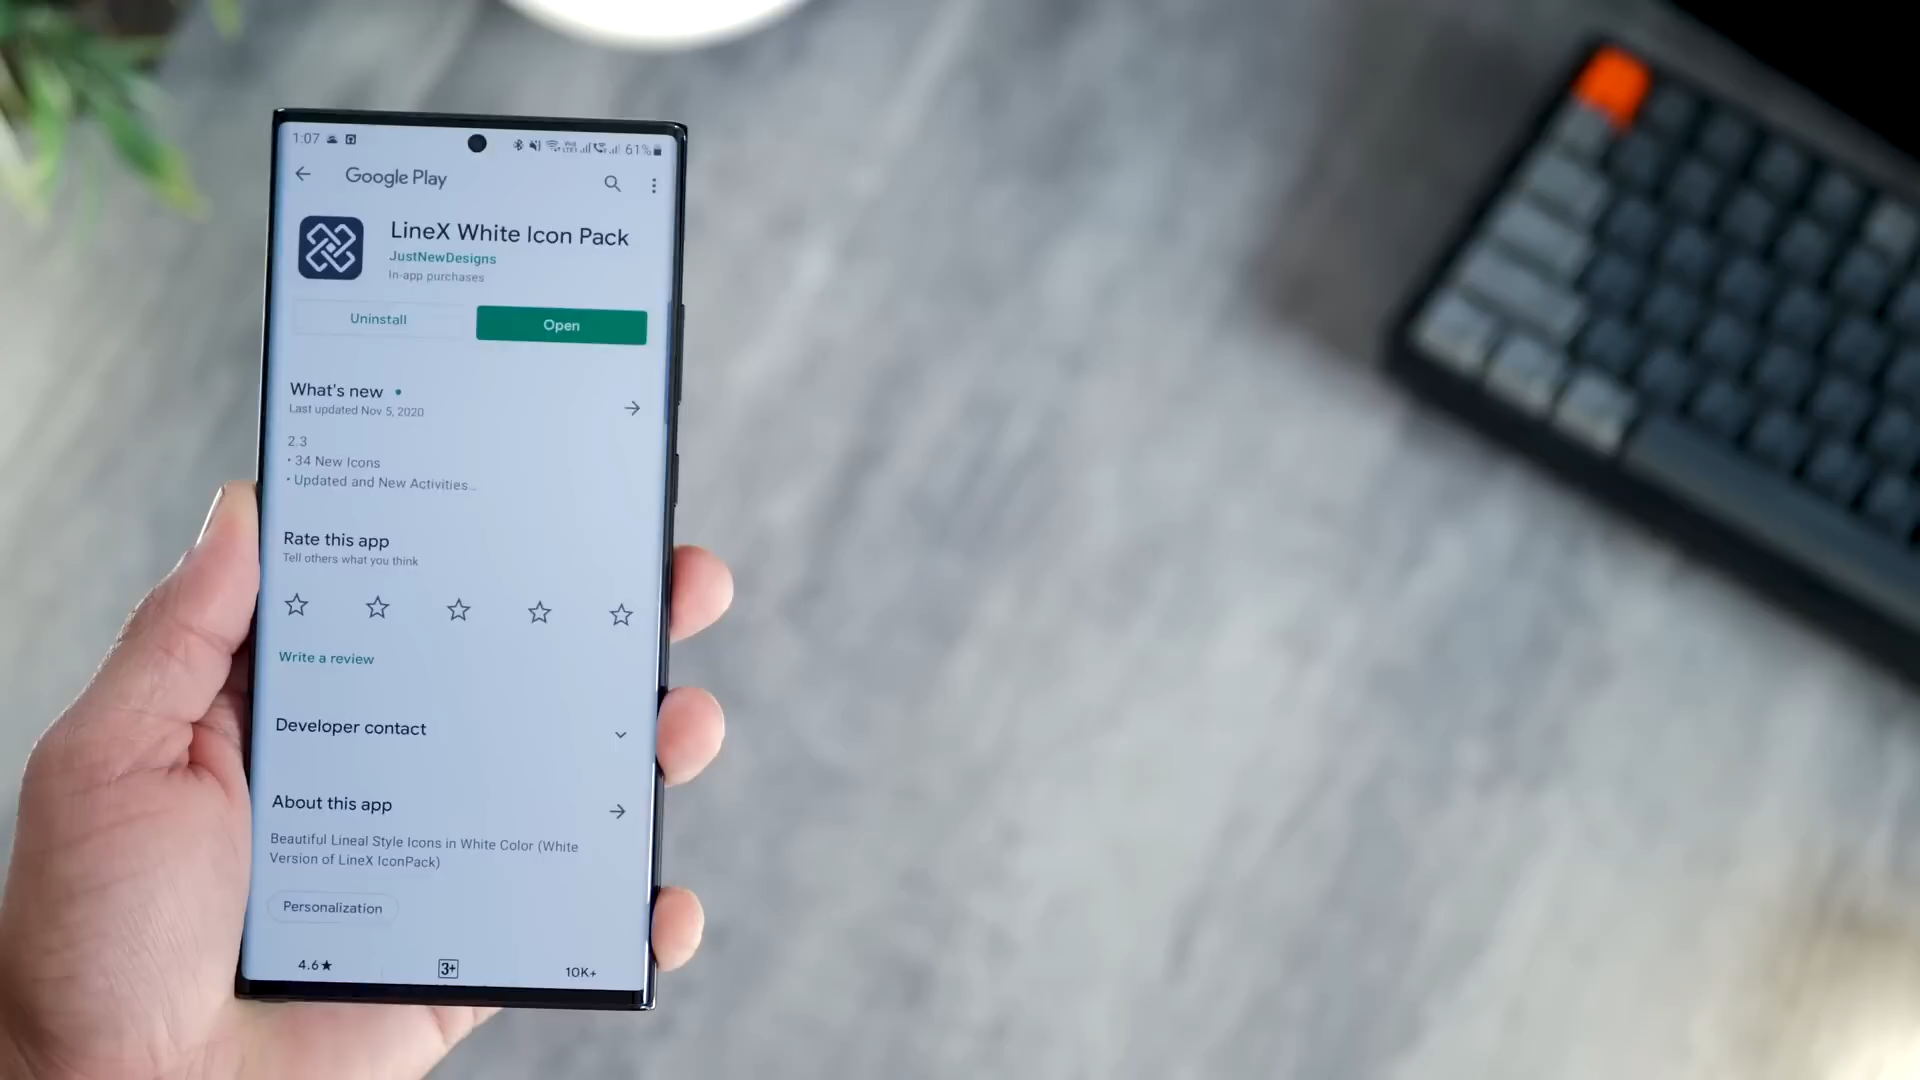 1:07
61%
Google Play
LineX White Icon Pack
JustNewDesigns
In-app purchases
Uninstall
Open
What's new
Last updated Nov 5, 2020
2.3
• 34 New Icons
• Updated and New Activities...
Rate this app
Tell others what you think
Write a review
Developer contact
About this app
Beautiful Lineal Style Icons in White Color (White
Version of LineX IconPack)
Personalization
4.6★
3+
10K+